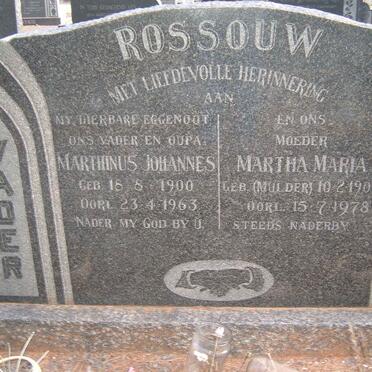 ROSSOUW
MET LIEFDEVOLLE HERINNERING
AAN
MY DIERBARE EGGENOOT
ONS VADER EN OUPA
MARTHINUS JOHANNES
GEB. 18-8-1900
OORL. 23-4-1963
NADER MY GOD BY U.
EN ONS
MOEDER
MARTHA MARIA
GEB. (MULDER) 10-2-190
OORL. 15-7-1978
STEEDS NADERBY
VADER